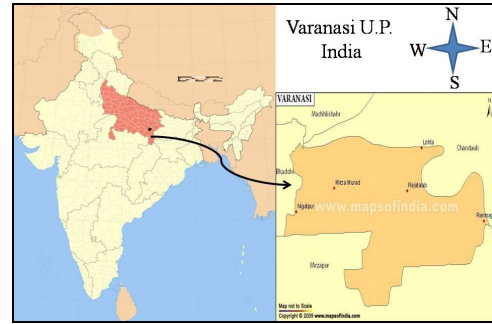 Varanasi U.P.
India
N
W
E
S
VARANASI
Machhlishahr
Lohta
Chandauli
Bhadohi
Mirza Murad
Rajatalab
Nigatpur
www.mapsofindia.com
Mirzapur
Map not to Scale
Copyright © 2009 www.mapsofindia.com